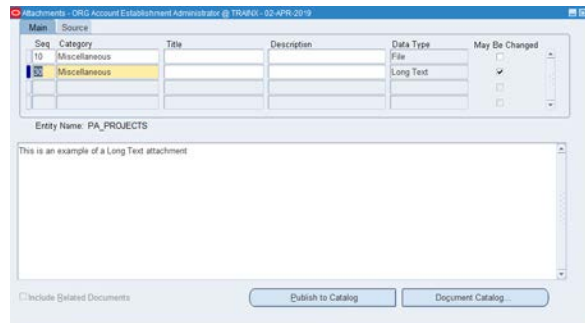 Attachments - ORG Account Establishment Administrator @ TRAINX - 02-APR-2019
Main Source
Seq Category Title Description Data Type May Be Changed
10 Miscellaneous File
Miscellaneous Long Text
Entity Name: PA_PROJECTS
This is an example of a Long Text attachment
Include Related Documents Publish to Catalog Document Catalog...